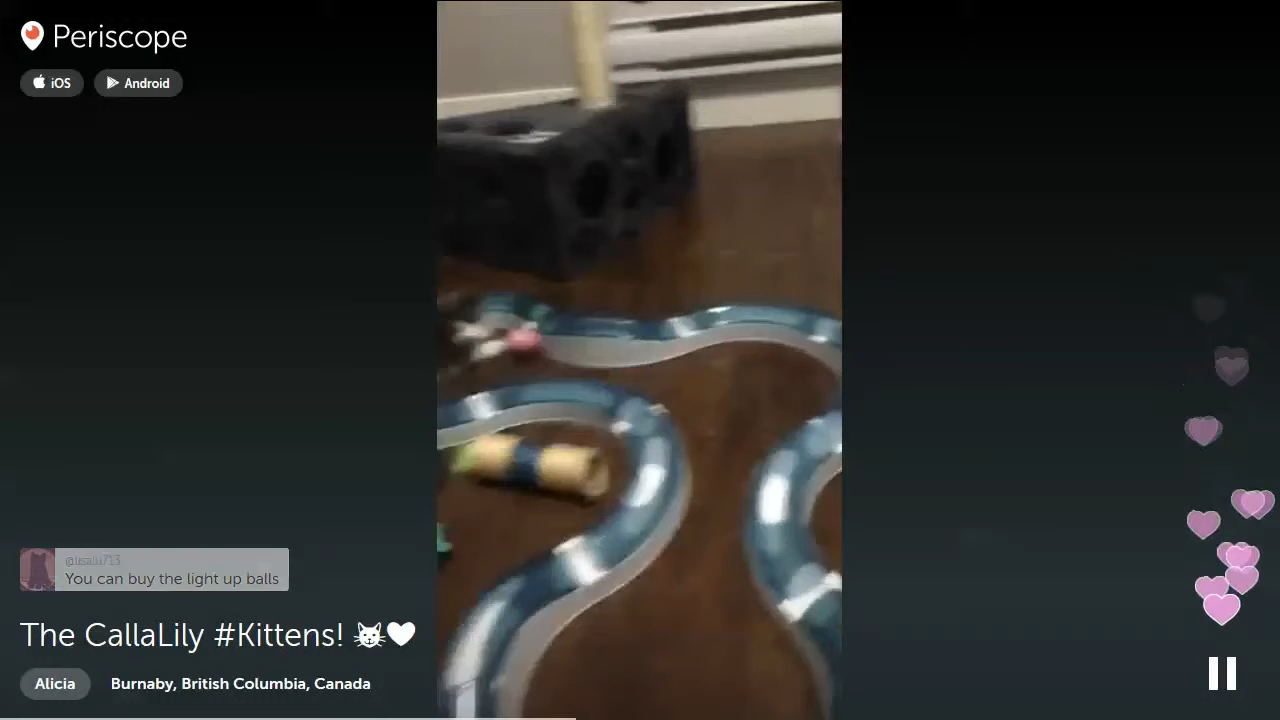 Periscope
iOS
Android
You can buy the light up balls
The CallaLily #Kittens!
Alicia
Burnaby, British Columbia, Canada